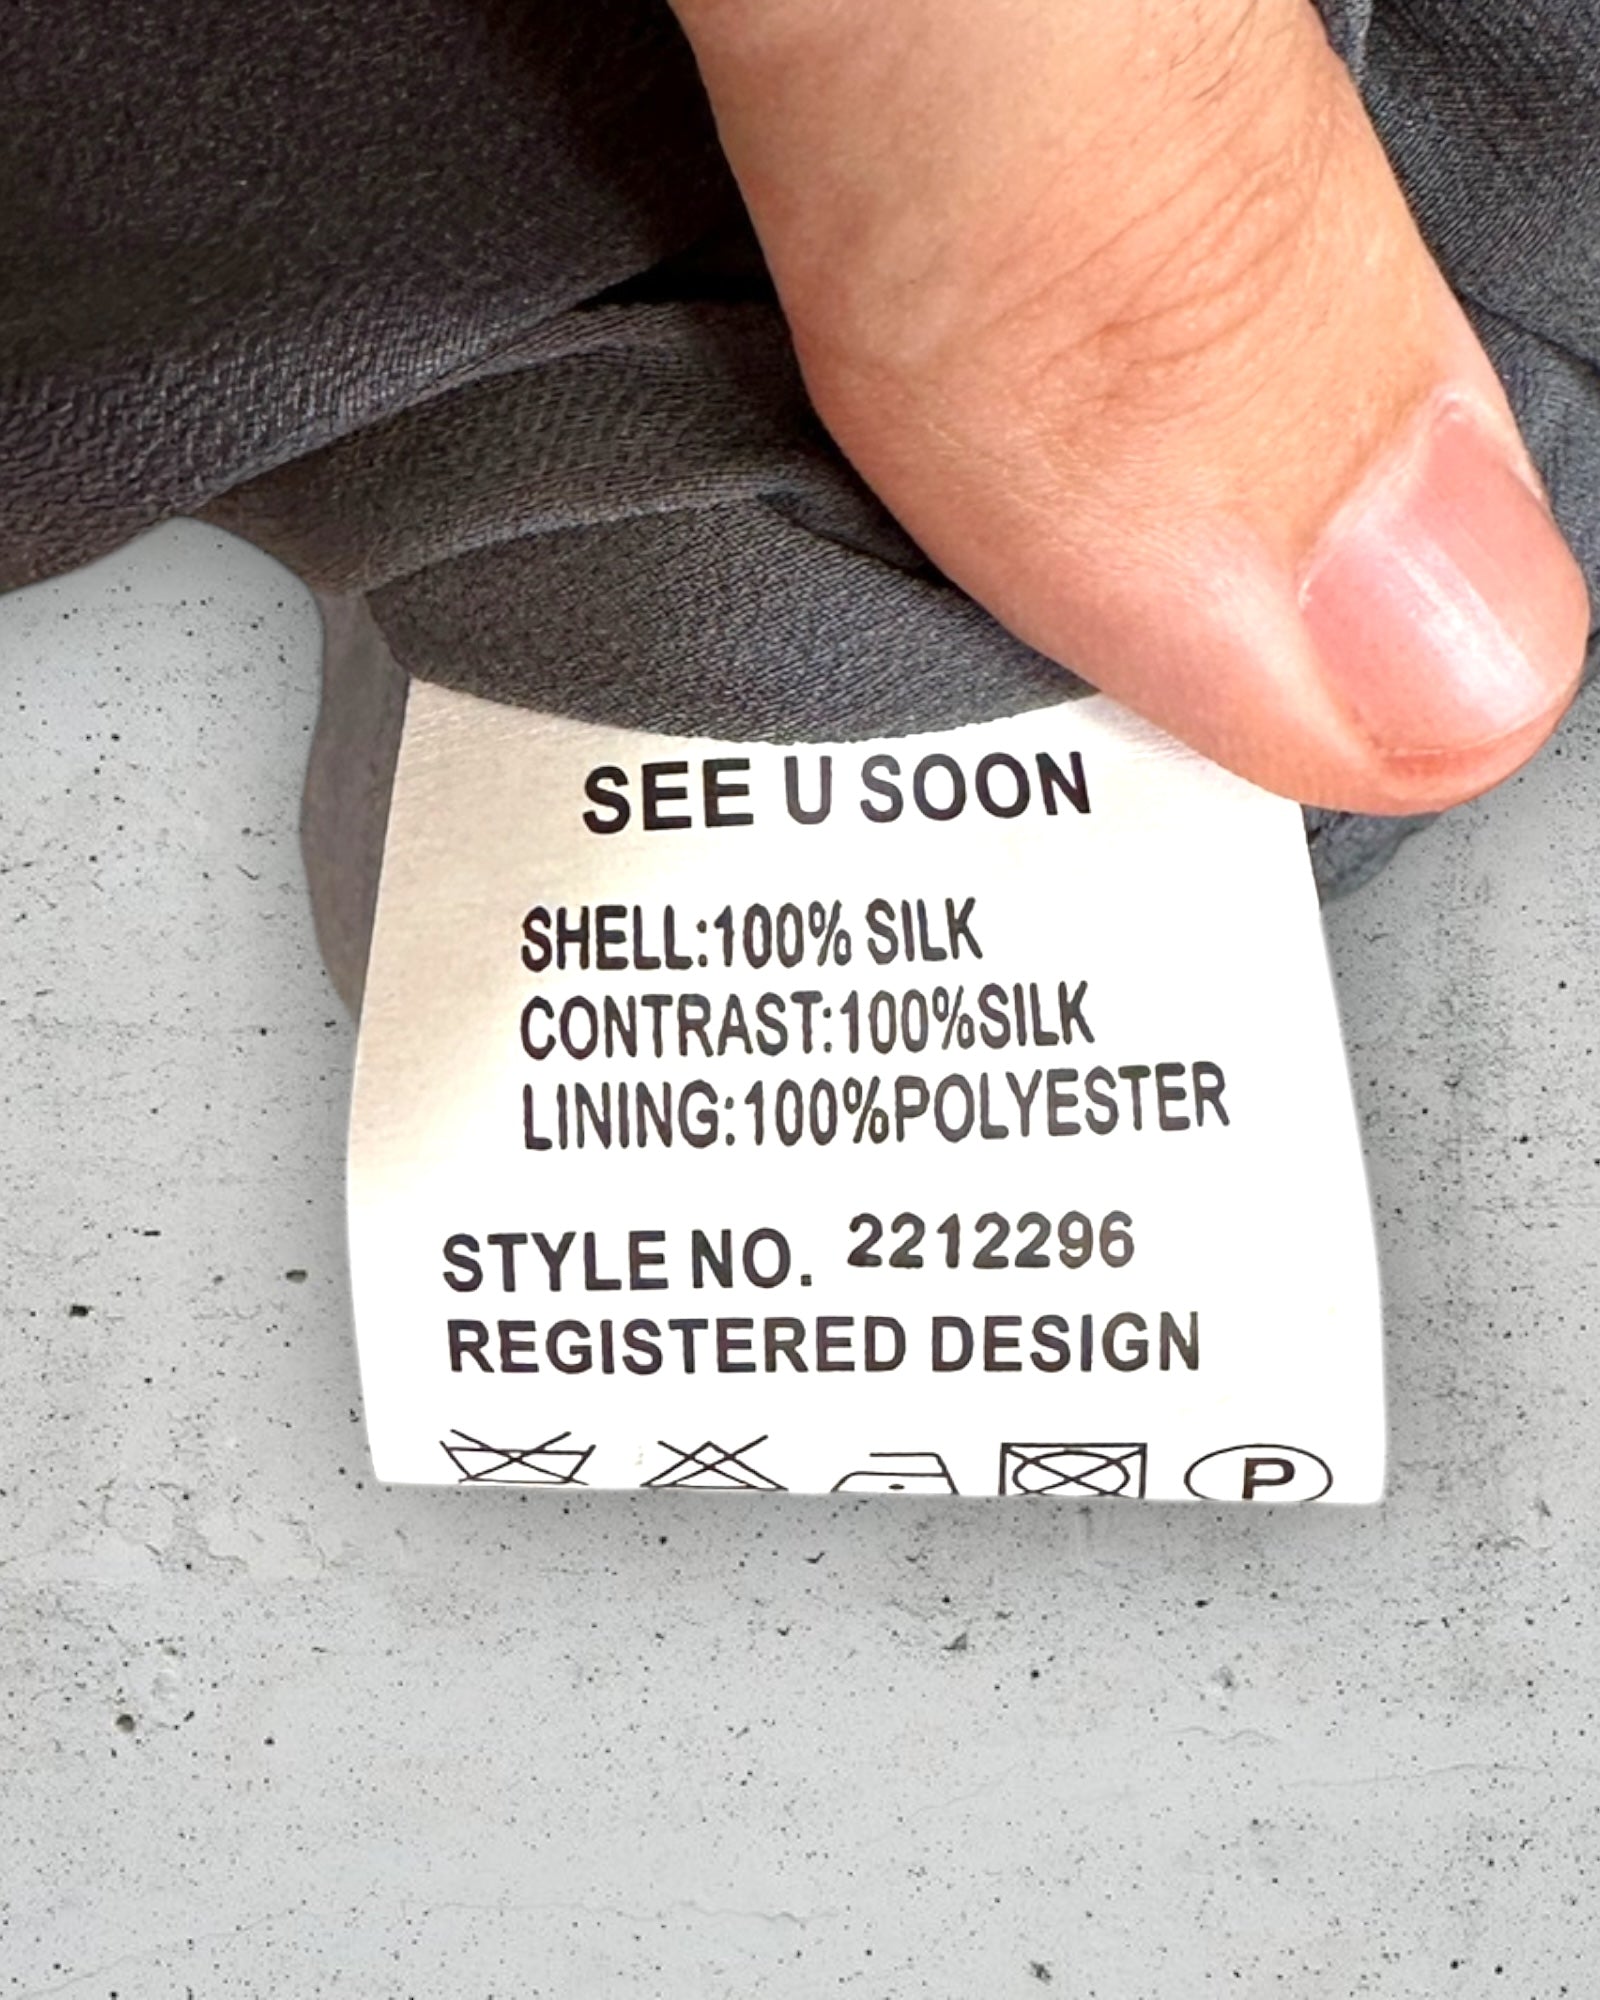 SEE U SOON
SHELL:100% SILK
CONTRAST:100%SILK
LINING:100%POLYESTER
STYLE NO. 2212296
REGISTERED DESIGN
P